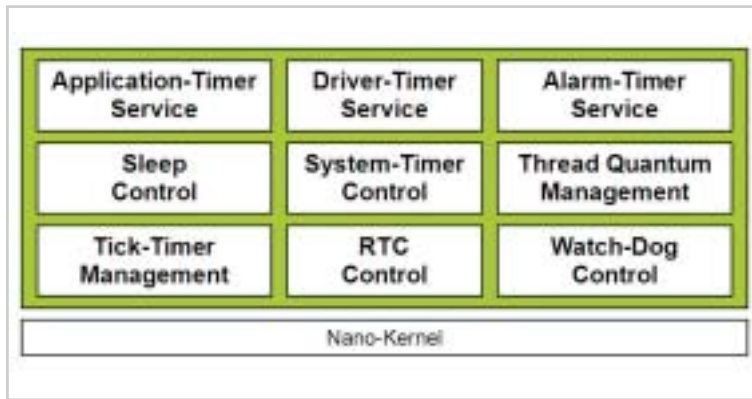 Application-Timer
Service
Driver-Timer
Service
Alarm-Timer
Service
Sleep
Control
System-Timer
Control
Thread Quantum
Management
Tick-Timer
Management
RTC
Control
Watch-Dog
Control
Nano-Kernel